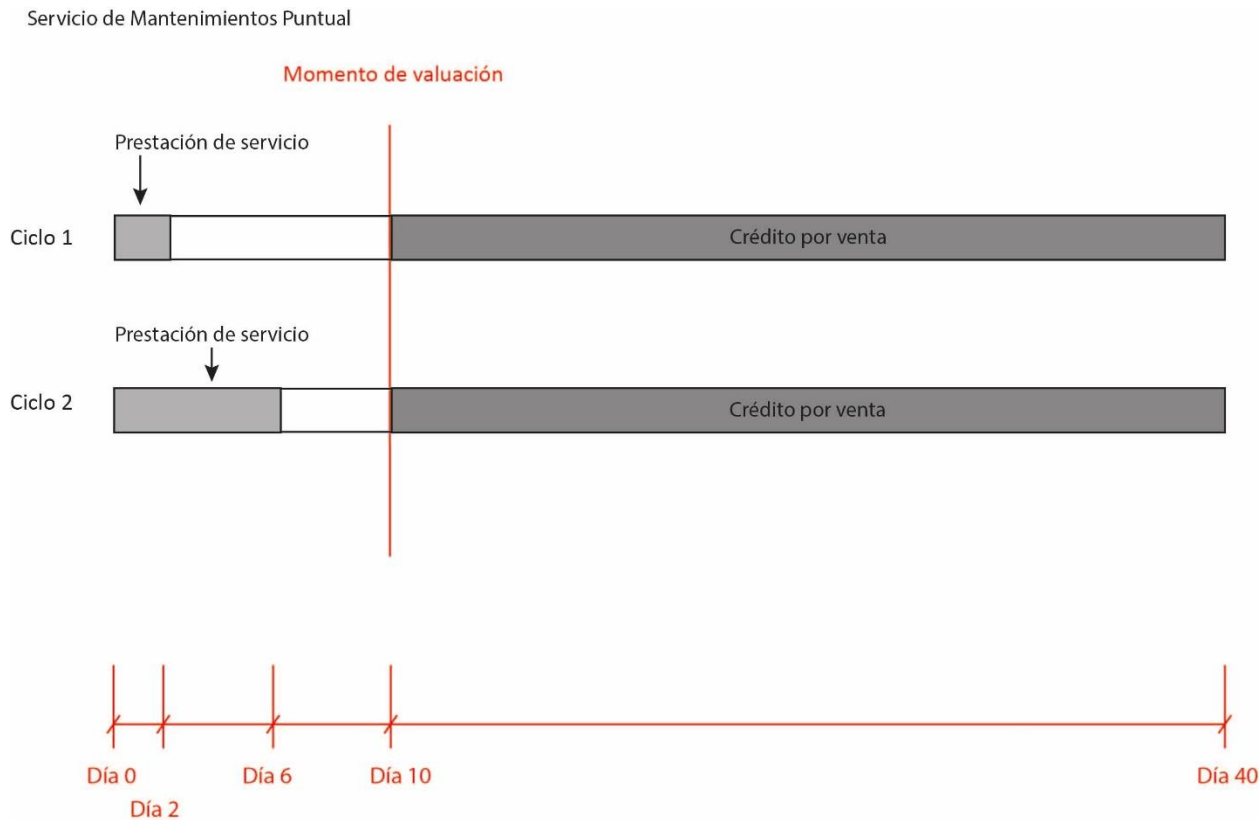 Servicio de Mantenimientos Puntual
Momento de valuación
Prestación de servicio
Ciclo 1
Crédito por venta
Prestación de servicio
Ciclo 2
Crédito por venta
Día 0
Día 6
Día 10
Día 40
Día 2